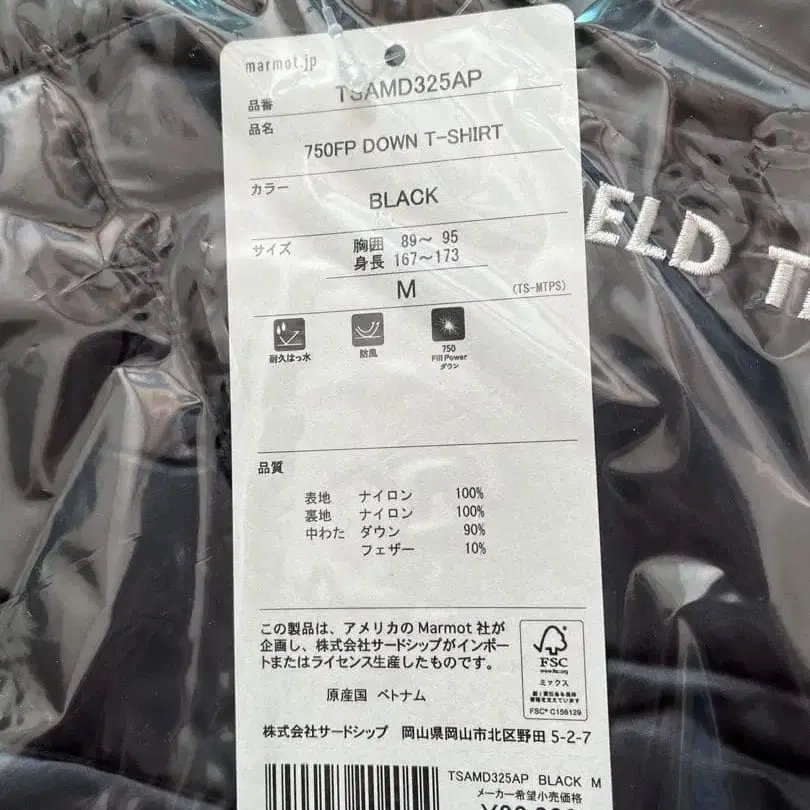 marmot.jp
品番 TSAMD325AP
品名
750FP DOWN T-SHIRT
カラー
BLACK
ELD T
サイズ 胸囲 89～ 95
身長 167～173
M (TS-MTPS)
耐久はっ水
防風
750
Fill Power
ダウン
品質
表地 ナイロン 100%
裏地 ナイロン 100%
中わた ダウン 90%
フェザー 10%
この製品は、アメリカの Marmot 社が
企画し、株式会社サードシップがインポー
トまたはライセンス生産したものです。
原産国 ベトナム
FSC
www.fsc.org
ミックス
FSC® C156129
株式会社サードシップ 岡山県岡山市北区野田 5-2-7
TSAMD325AP BLACK M
メーカー希望小売価格